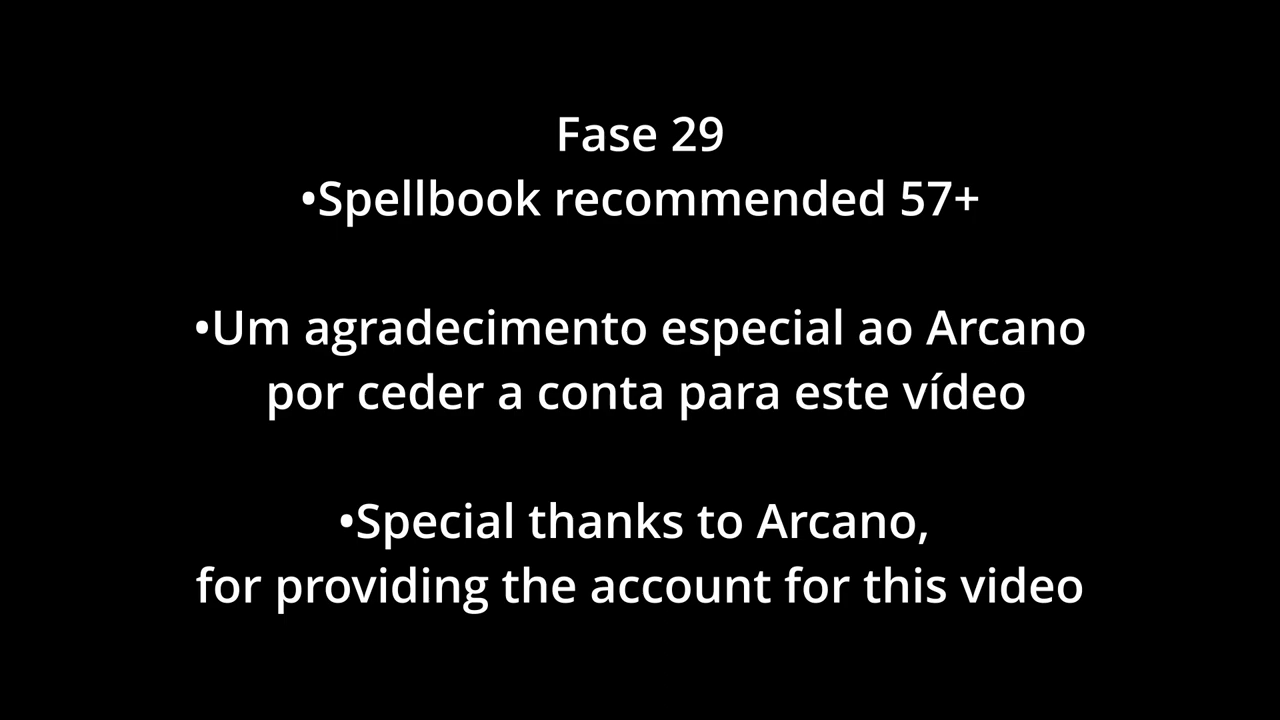 Fase 29
•Spellbook recommended 57+
•Um agradecimento especial ao Arcano
por ceder a conta para este vídeo
•Special thanks to Arcano,
for providing the account for this video